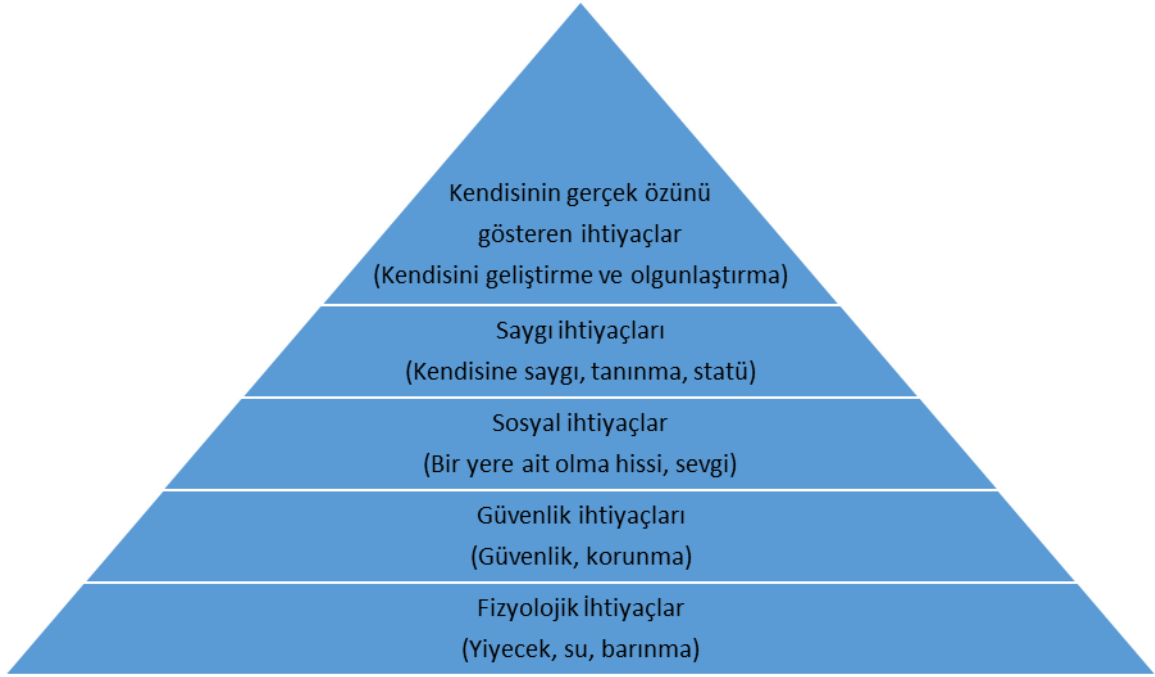 Kendisinin gerçek özünü
gösteren ihtiyaçlar
(Kendisini geliştirme ve olgunlaştırma)
Saygı ihtiyaçları
(Kendisine saygı, tanınma, statü)
Sosyal ihtiyaçlar
(Bir yere ait olma hissi, sevgi)
Güvenlik ihtiyaçları
(Güvenlik, korunma)
Fizyolojik İhtiyaçlar
(Yiyecek, su, barınma)